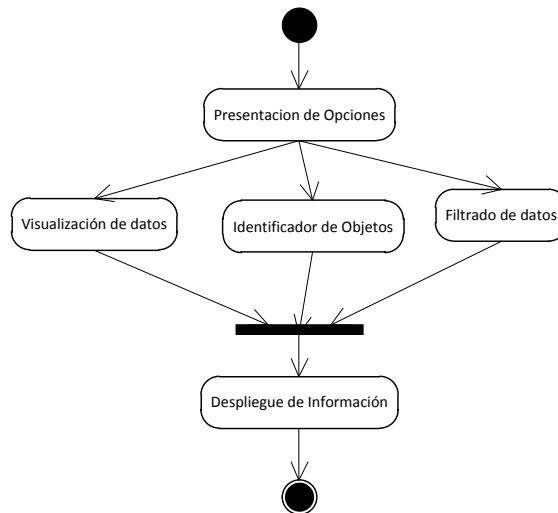 Presentacion de Opciones
Visualización de datos
Identificador de Objetos
Filtrado de datos
Despliegue de Información